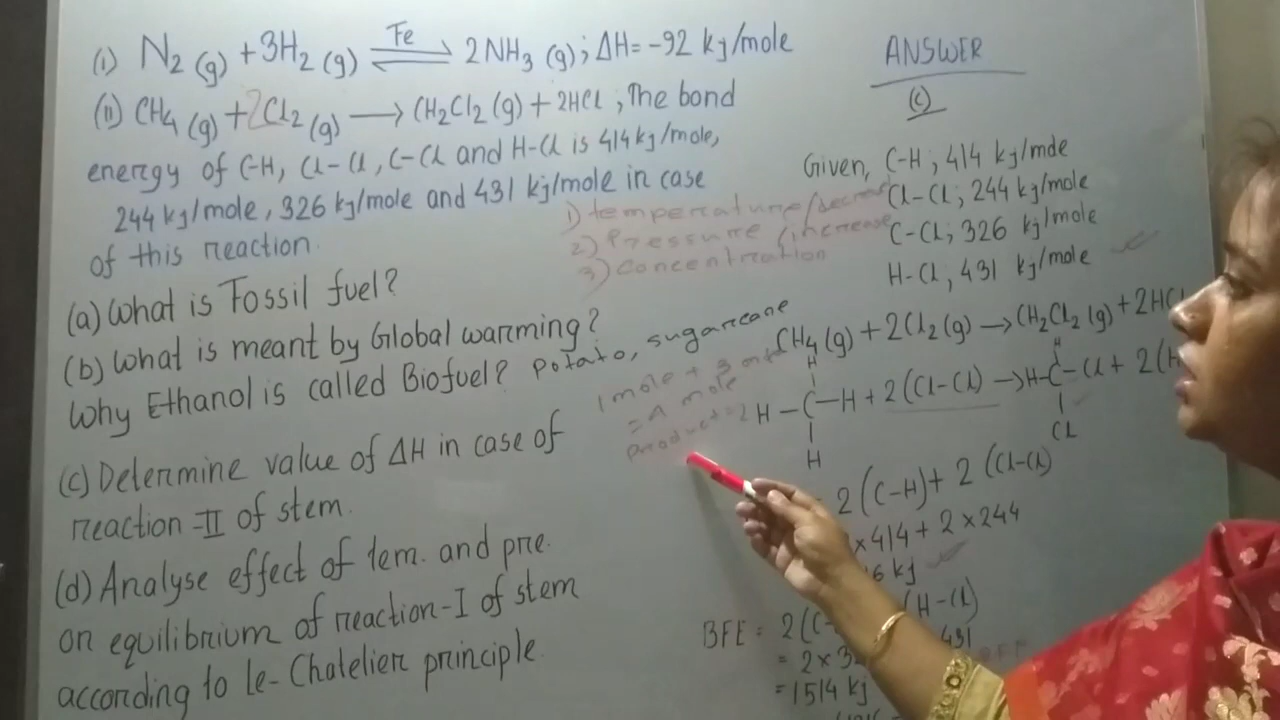 (i) N2 (g) + 3H2 (g) ⇌ Fe 2NH3 (g); ΔH = -92 kj/mole
(ii) CH4 (g) + 2Cl2 (g) → CH2Cl2 (g) + 2HCl ; The bond
energy of C-H, Cl-Cl, C-Cl and H-Cl is 414 kj/mole,
244 kj/mole, 326 kj/mole and 431 kj/mole in case
of this reaction.
(a) What is Fossil fuel?
(b) What is meant by Global warming?
Why Ethanol is called Biofuel? Potato, sugarcane
(c) Determine value of ΔH in case of
reaction-II of stem.
(d) Analyse effect of tem. and pre.
on equilibrium of reaction-I of stem
according to le-Chatelier principle.
1) temperature/
2) Pressure /increase
3) Concentration
1 mole + 3
= 4 mole
product = 2
ANSWER
(c)
Given, C-H ; 414 kj/mole
Cl-Cl; 244 kj/mole
C-Cl; 326 kj/mole
H-Cl; 431 kj/mole
CH4 (g) + 2Cl2 (g) → CH2Cl2 (g) + 2HCl
H H
H-C-H + 2(Cl-Cl) → H-C-Cl + 2(H
H Cl
2(C-H) + 2(Cl-Cl)
×414 + 2×244
6 kj
BFE = 2(C- (H-Cl)
= 2×3 431
= 1514 kj